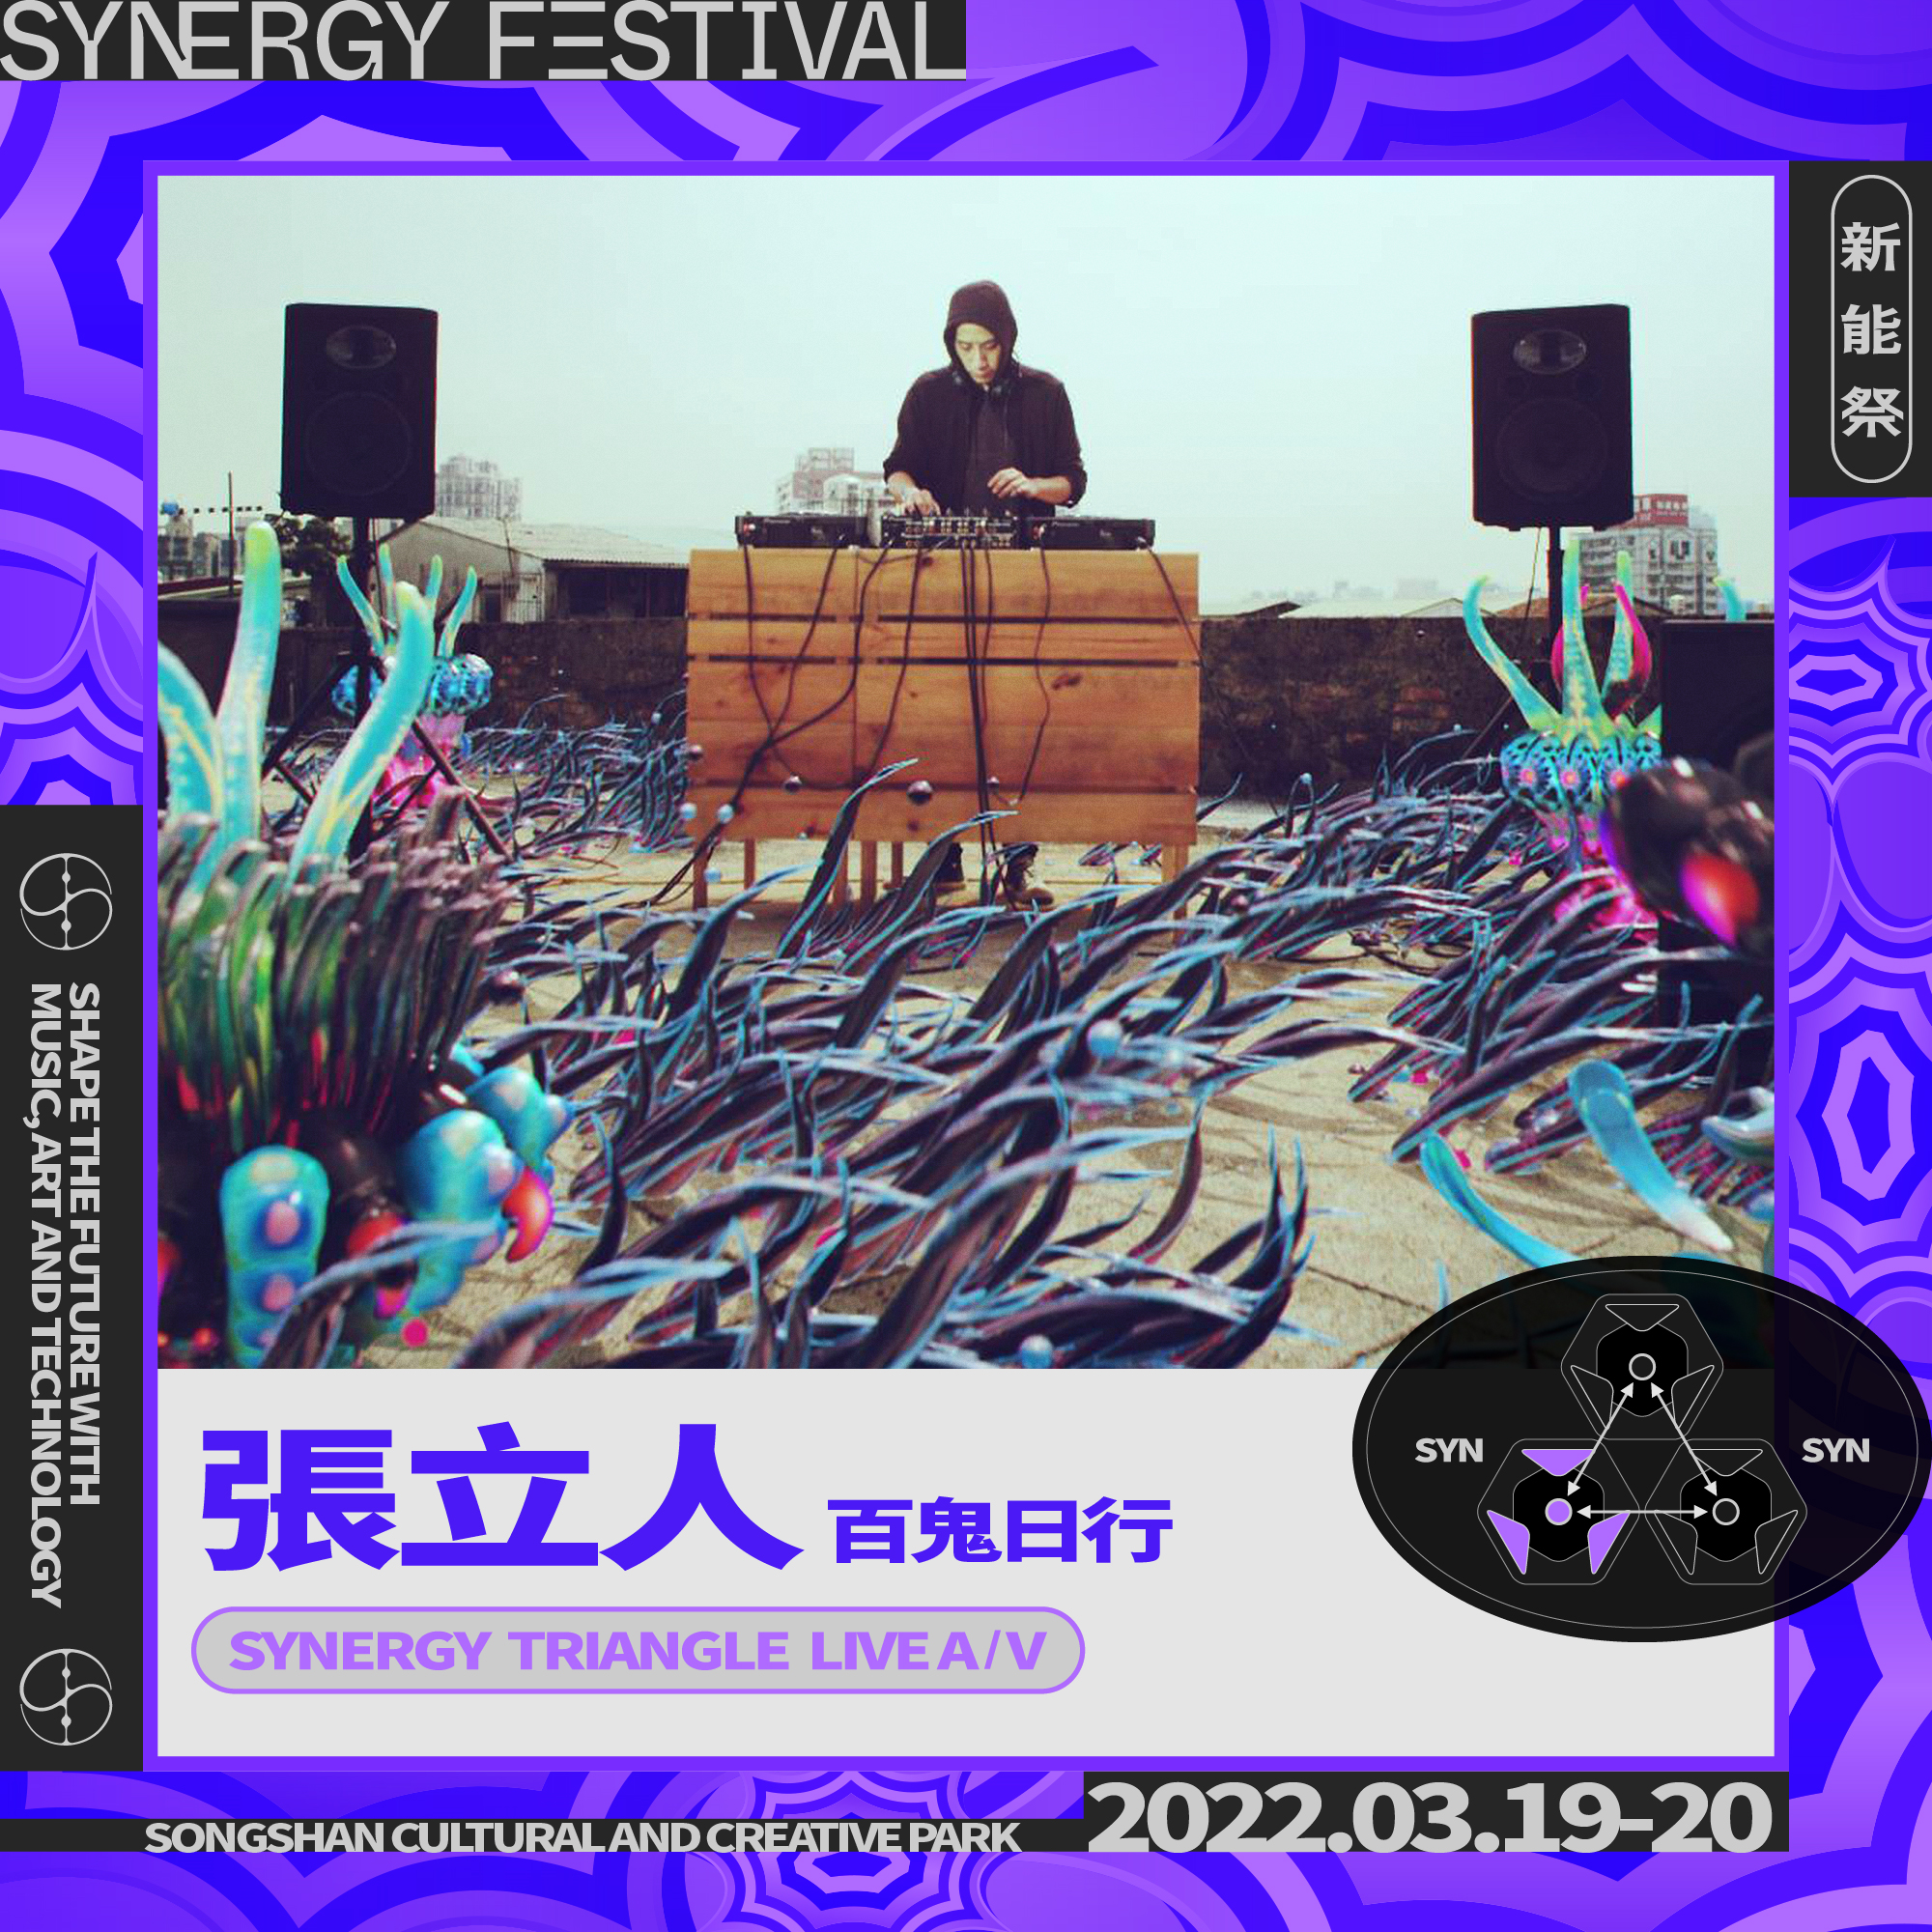 SYNERGY FESTIVAL
新能祭
SHAPE THE FUTURE WITH
MUSIC, ART AND TECHNOLOGY
張立人 百鬼日行
SYNERGY TRIANGLE LIVE A/V
SYN
SYN
SONGSHAN CULTURAL AND CREATIVE PARK
2022.03.19-20